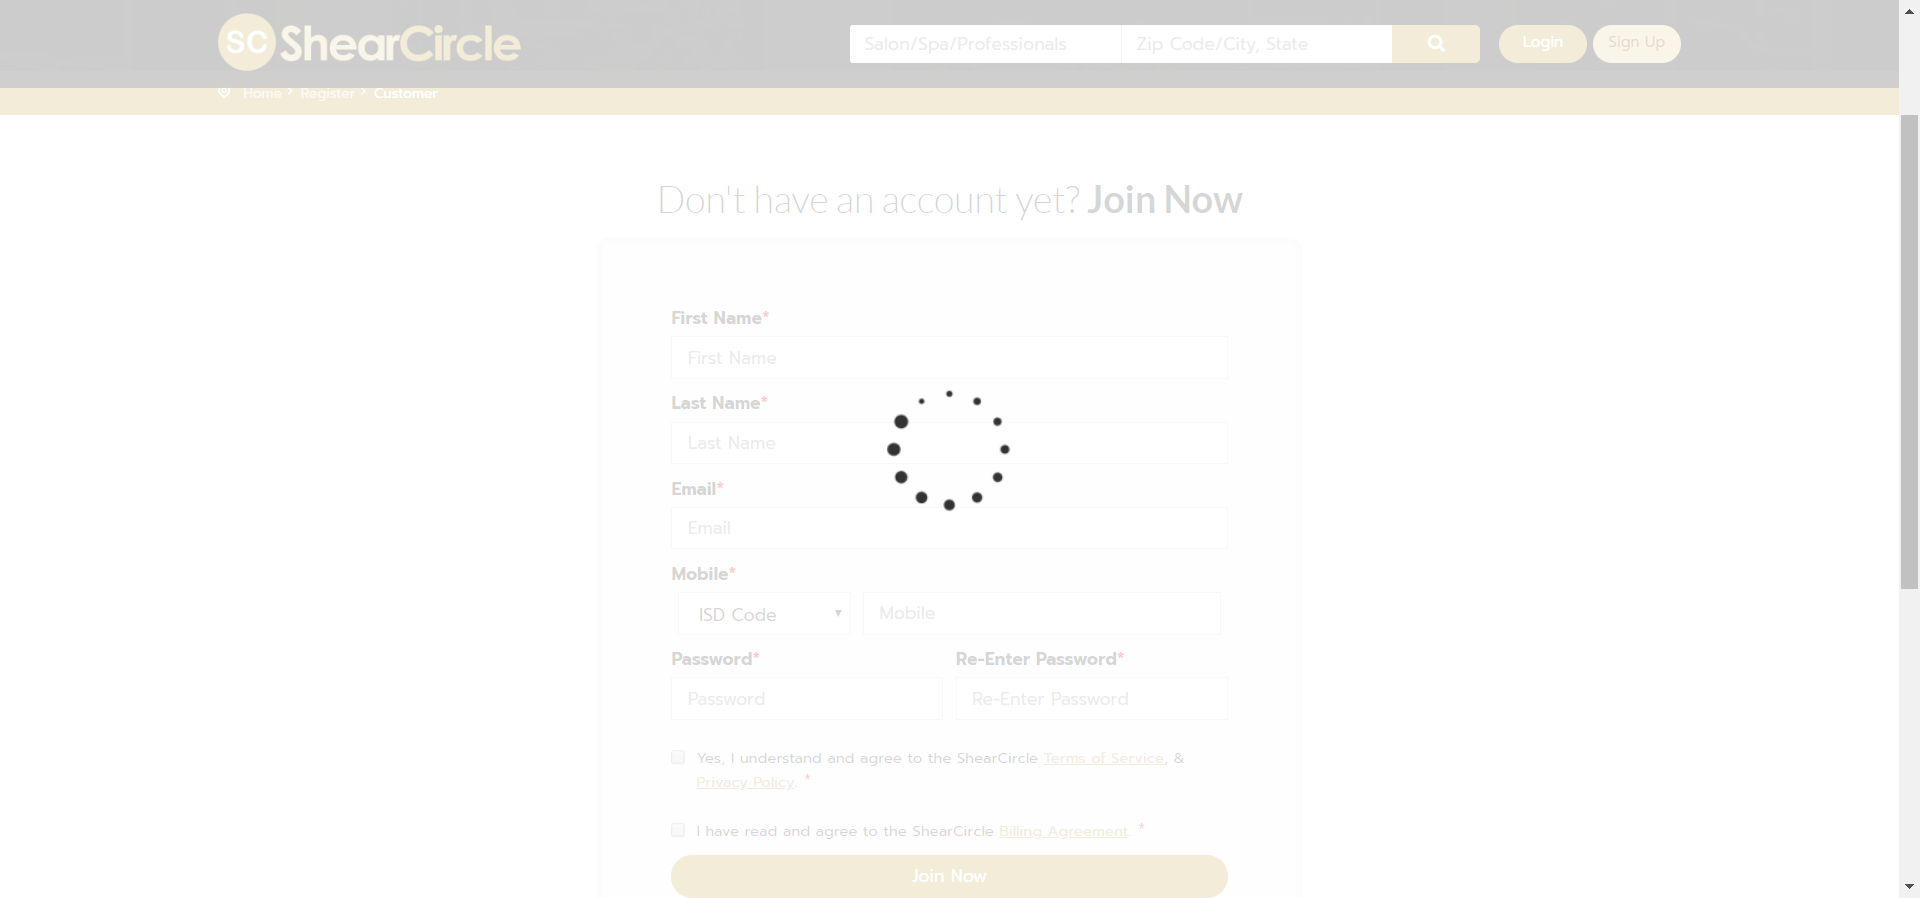 SC ShearCircle
Salon/Spa/Professionals
Zip Code/City, State
Login
Sign Up
Home › Register › Customer
Don't have an account yet? Join Now
First Name*
First Name
Last Name*
Last Name
Email*
Email
Mobile*
ISD Code
Mobile
Password*
Re-Enter Password*
Password
Re-Enter Password
Yes, I understand and agree to the ShearCircle Terms of Service, &
Privacy Policy. *
I have read and agree to the ShearCircle Billing Agreement. *
Join Now